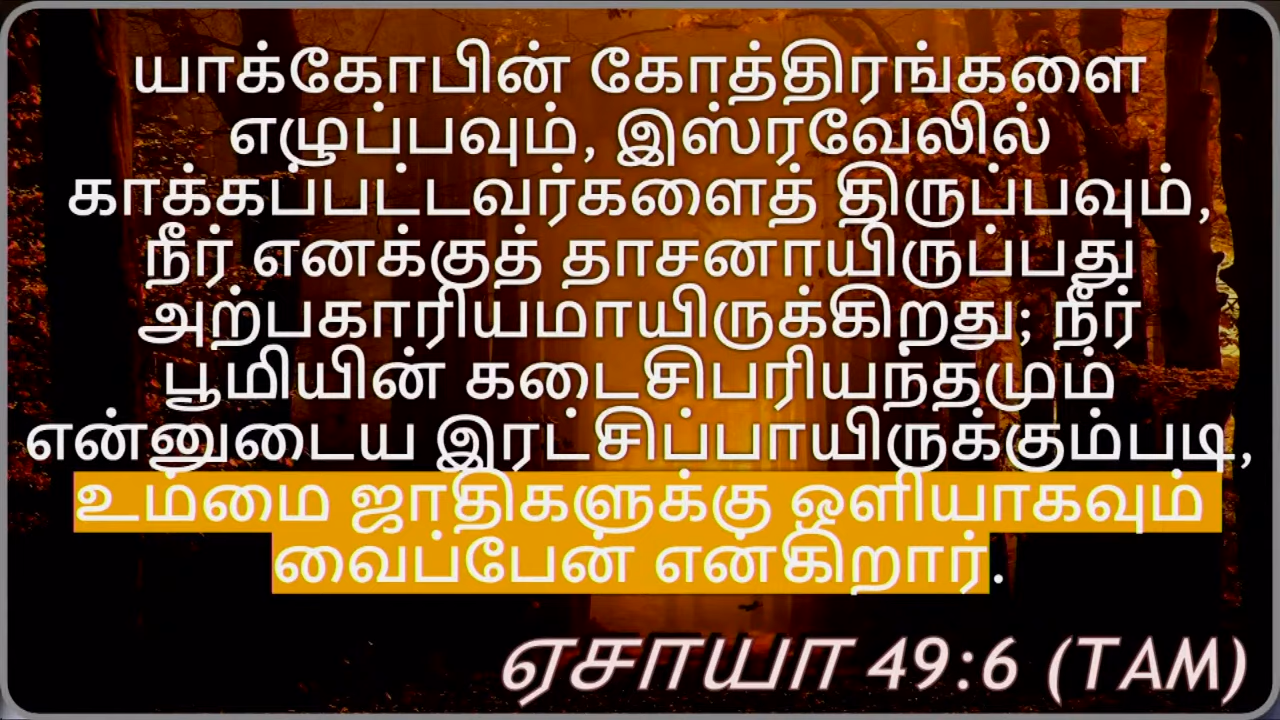 யாக்கோபின் கோத்திரங்களை
எழுப்பவும், இஸ்ரவேலில்
காக்கப்பட்டவர்களைத் திருப்பவும்,
நீர் எனக்குத் தாசனாயிருப்பது
அற்பகாரியமாயிருக்கிறது; நீர்
பூமியின் கடைசிபரியந்தமும்
என்னுடைய இரட்சிப்பாயிருக்கும்படி,
உம்மை ஜாதிகளுக்கு ஒளியாகவும்
வைப்பேன் என்கிறார்.
ஏசாயா 49:6 (TAM)